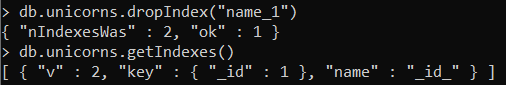 > db.unicorns.dropIndex("name_1")
{ "nIndexesWas" : 2, "ok" : 1 }
> db.unicorns.getIndexes()
[ { "v" : 2, "key" : { "_id" : 1 }, "name" : "_id_" } ]